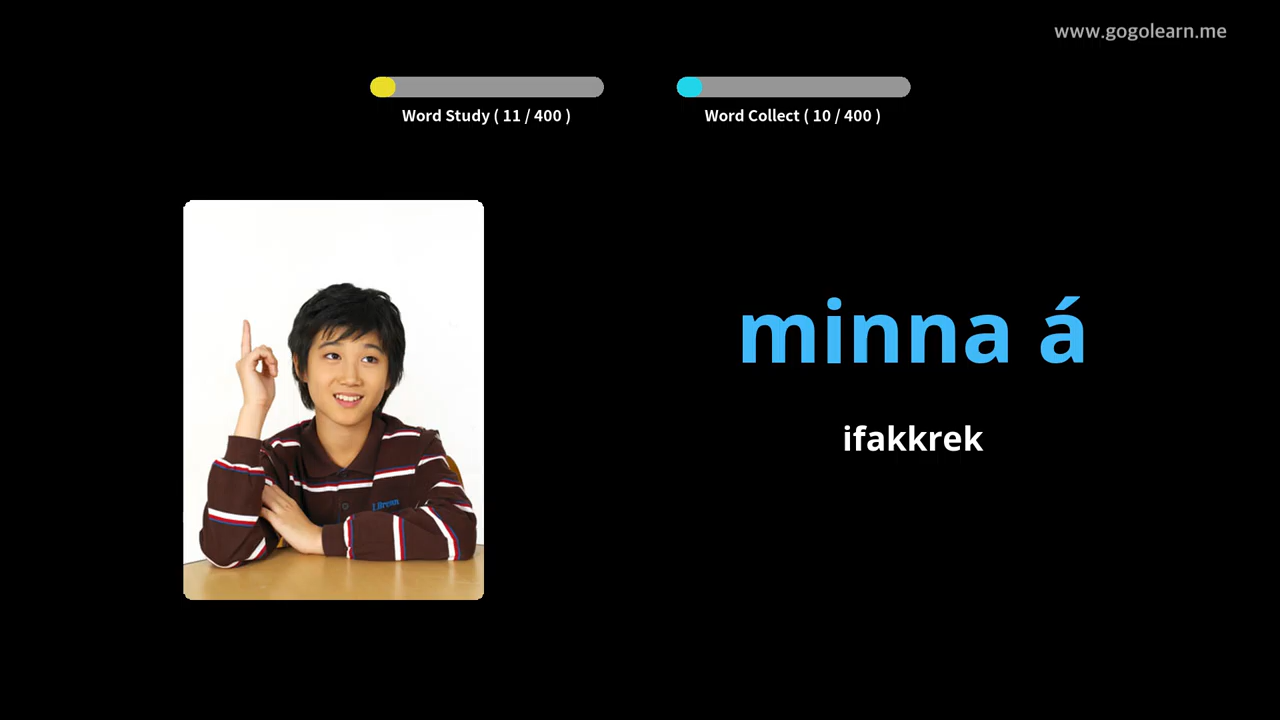 www.gogolearn.me
Word Study ( 11 / 400 )
Word Collect ( 10 / 400 )
minna á
ifakkrek